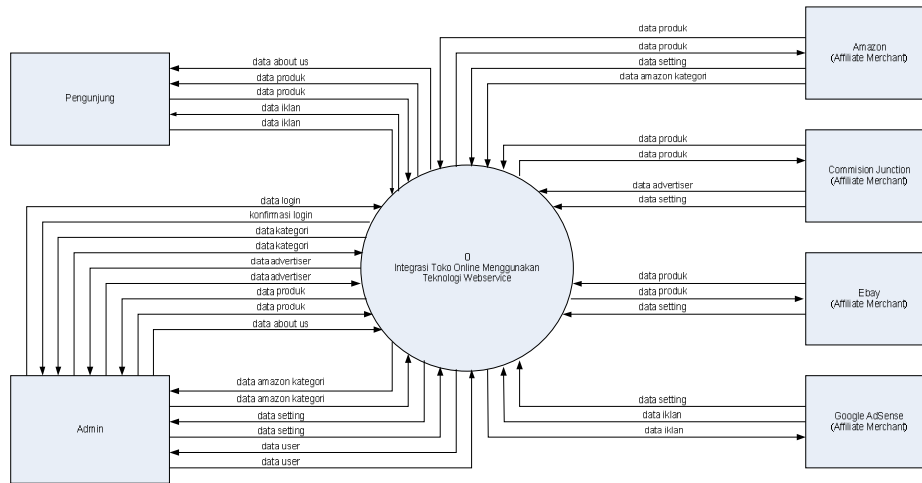 data produk
data produk
data setting
data amazon kategori
Amazon
(Affiliate Merchant)
data about us
data produk
data produk
data iklan
data iklan
Pengunjung
data produk
data produk
data advertiser
data setting
Commision Junction
(Affiliate Merchant)
data login
konfirmasi login
data kategori
data kategori
data advertiser
data advertiser
data produk
data produk
data about us
0
Integrasi Toko Online Menggunakan
Teknologi Webservice
data produk
data produk
data setting
Ebay
(Affiliate Merchant)
Admin
data amazon kategori
data amazon kategori
data setting
data setting
data user
data user
data setting
data iklan
data iklan
Google AdSense
(Affiliate Merchant)